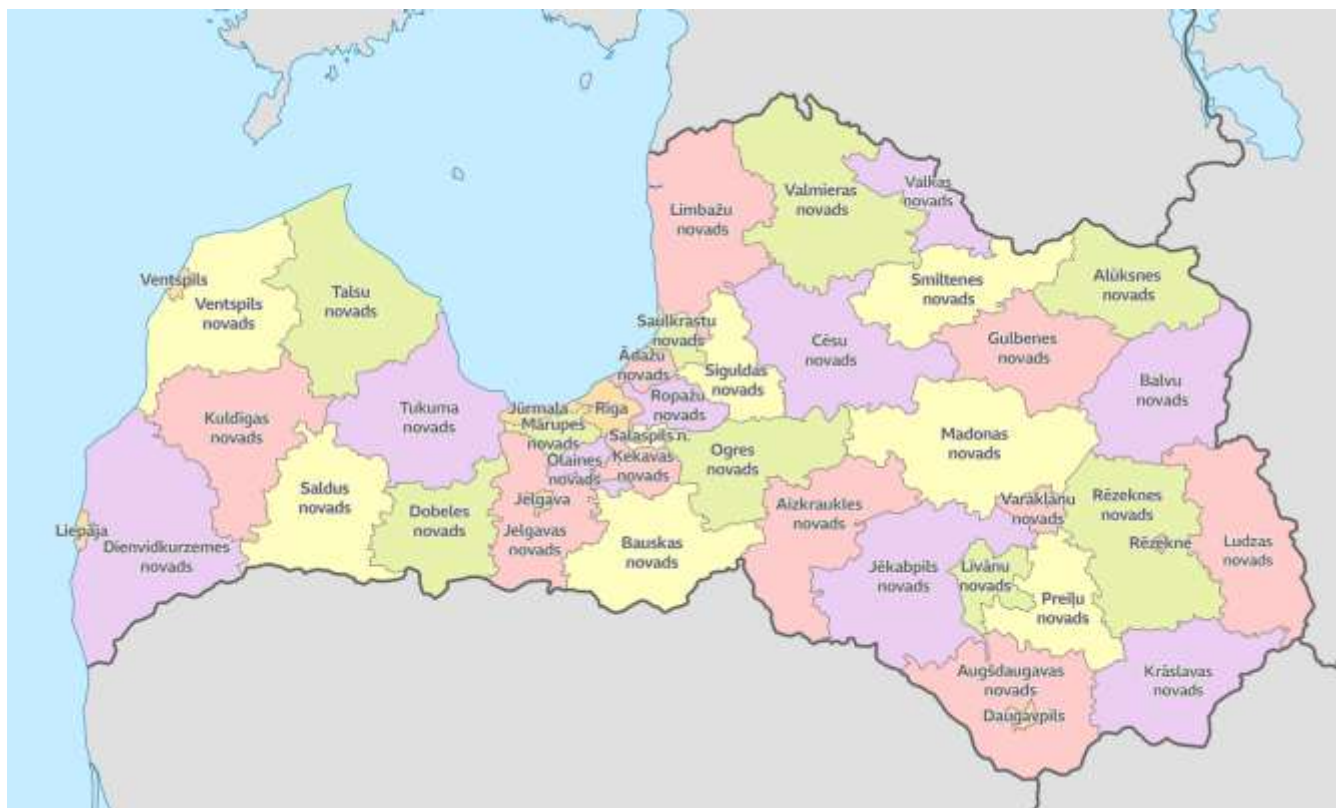 Valmieras
novads
Valkas
novads
Limbažu
novads
Ventspils
Ventspils
novads
Talsu
novads
Smiltenes
novads
Alūksnes
novads
Saulkrastu
novads
Cēsu
novads
Gulbenes
novads
Ādažu
novads
Siguldas
novads
Balvu
novads
Kuldīgas
novads
Tukuma
novads
Jūrmala
Rīga
Ropažu
novads
Mārupes
novads
Salaspils n.
Ogres
novads
Madonas
novads
Olaines
novads
Ķekavas
novads
Saldus
novads
Dobeles
novads
Jelgava
Jelgavas
novads
Aizkraukles
novads
Varakļānu
novads
Rēzeknes
novads
Rēzekne
Ludzas
novads
Liepāja
Dienvidkurzemes
novads
Bauskas
novads
Jēkabpils
novads
Līvānu
novads
Preiļu
novads
Augšdaugavas
novads
Daugavpils
Krāslavas
novads